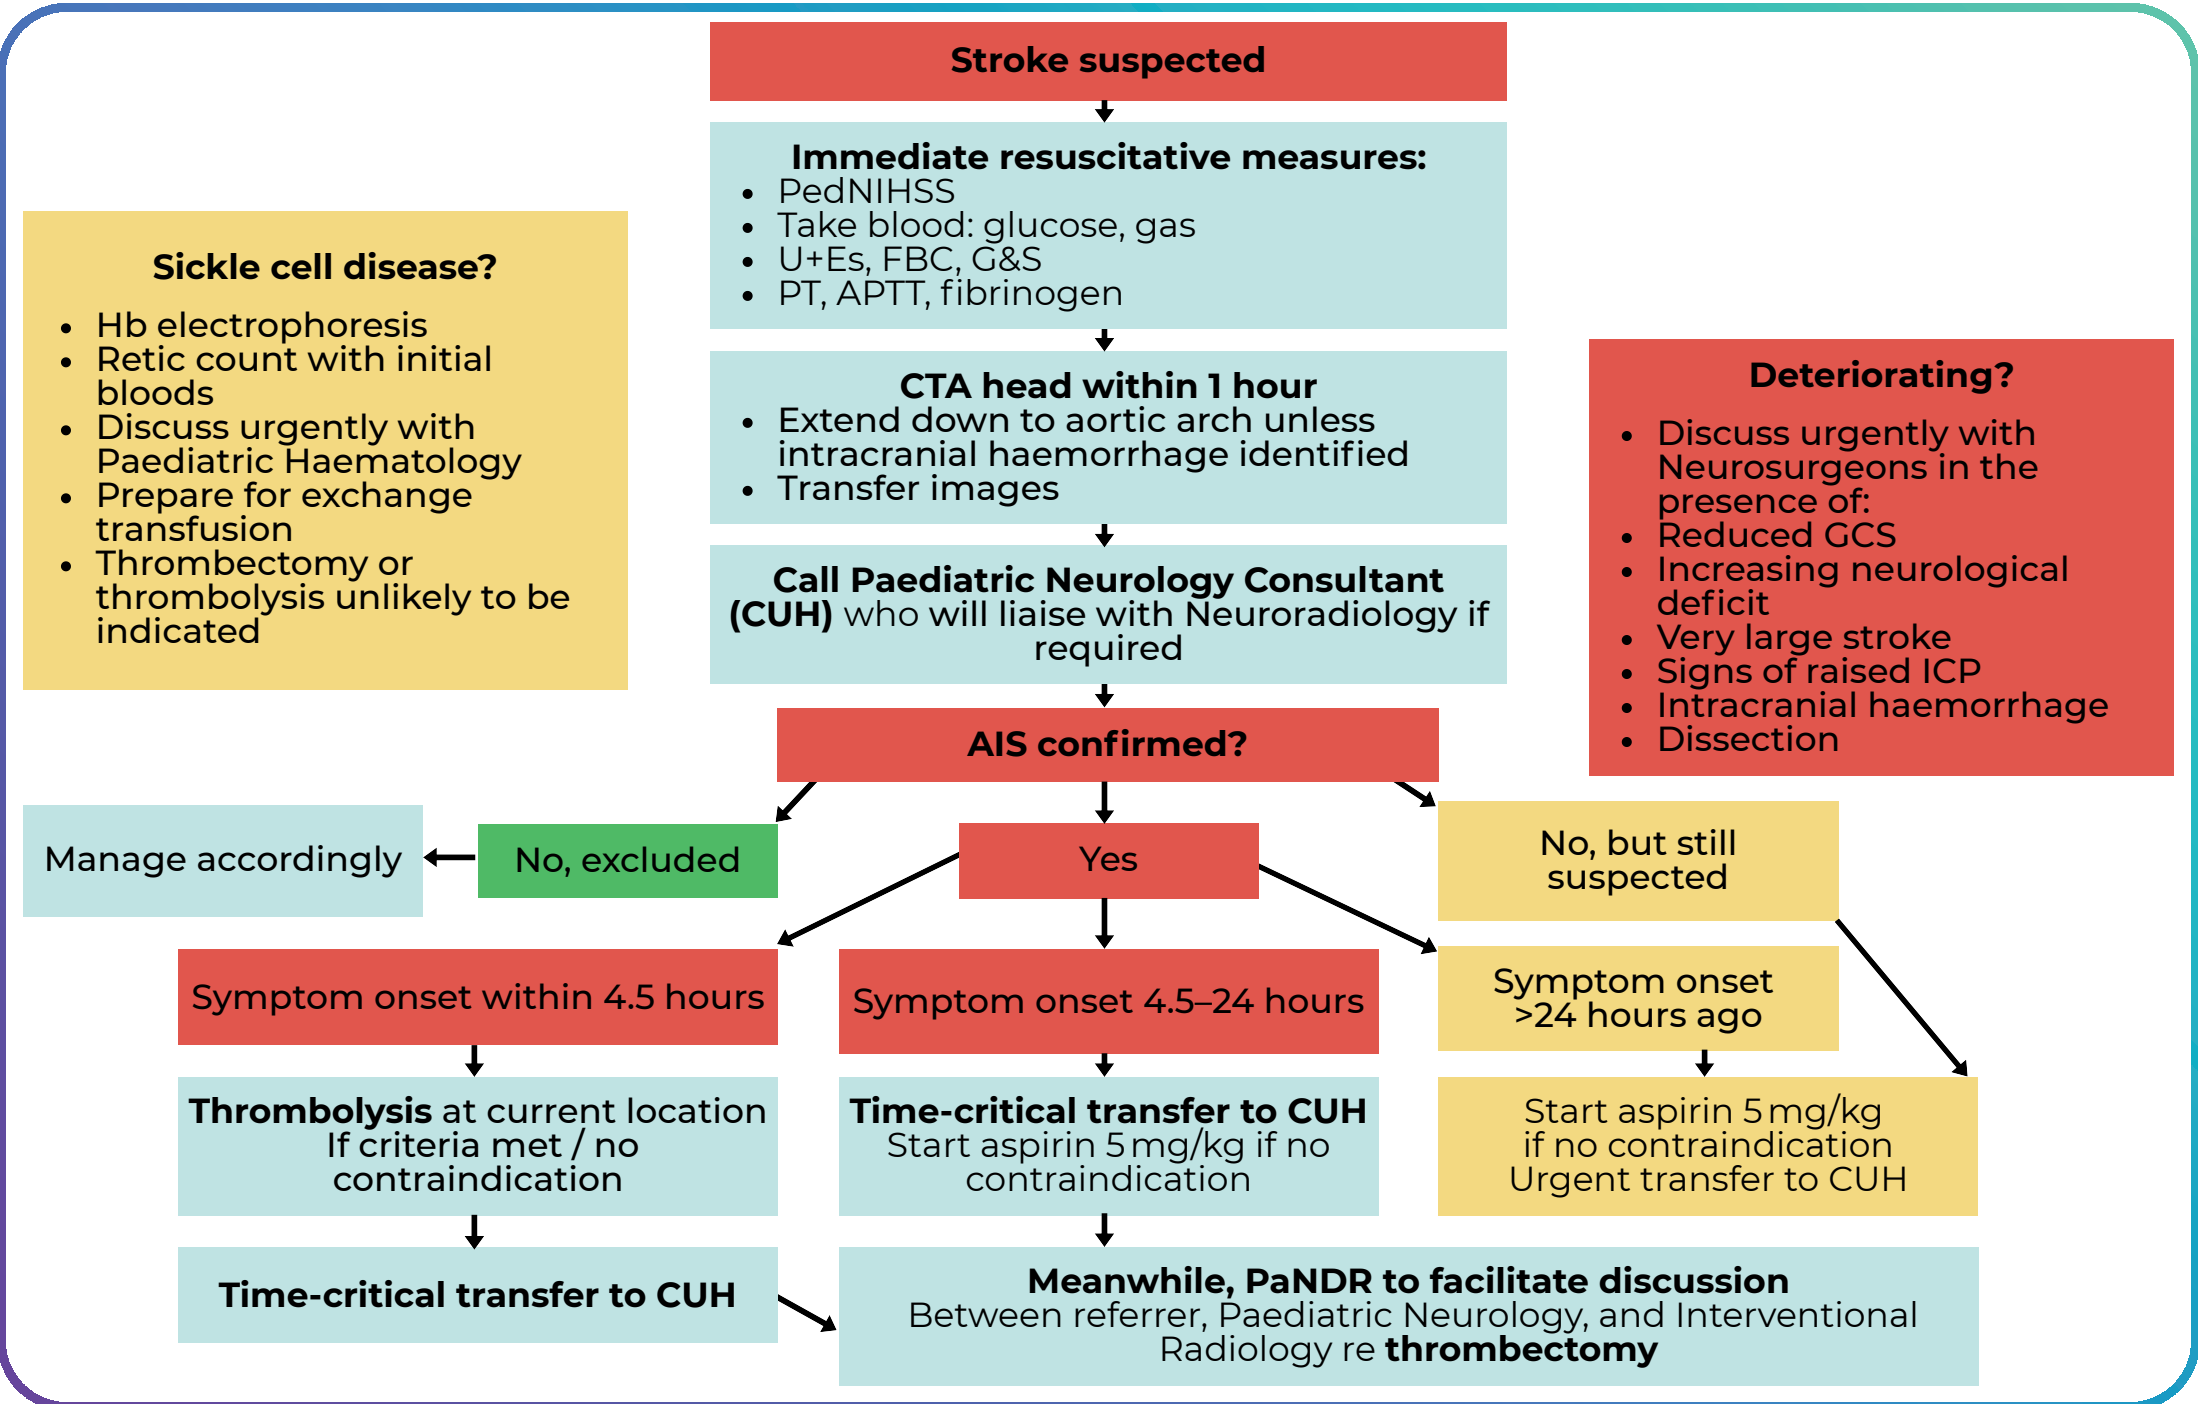 Stroke suspected
Immediate resuscitative measures:
• PedNIHSS
• Take blood: glucose, gas
• U+Es, FBC, G&S
• PT, APTT, fibrinogen
Sickle cell disease?
• Hb electrophoresis
• Retic count with initial
bloods
• Discuss urgently with
Paediatric Haematology
• Prepare for exchange
transfusion
• Thrombectomy or
thrombolysis unlikely to be
indicated
CTA head within 1 hour
• Extend down to aortic arch unless
intracranial haemorrhage identified
• Transfer images
Deteriorating?
• Discuss urgently with
Neurosurgeons in the
presence of:
• Reduced GCS
• Increasing neurological
deficit
• Very large stroke
• Signs of raised ICP
• Intracranial haemorrhage
• Dissection
Call Paediatric Neurology Consultant
(CUH) who will liaise with Neuroradiology if
required
AIS confirmed?
Manage accordingly
No, excluded
Yes
No, but still
suspected
Symptom onset within 4.5 hours
Symptom onset 4.5–24 hours
Symptom onset
>24 hours ago
Thrombolysis at current location
If criteria met / no
contraindication
Time-critical transfer to CUH
Start aspirin 5 mg/kg if no
contraindication
Start aspirin 5 mg/kg
if no contraindication
Urgent transfer to CUH
Time-critical transfer to CUH
Meanwhile, PaNDR to facilitate discussion
Between referrer, Paediatric Neurology, and Interventional
Radiology re thrombectomy